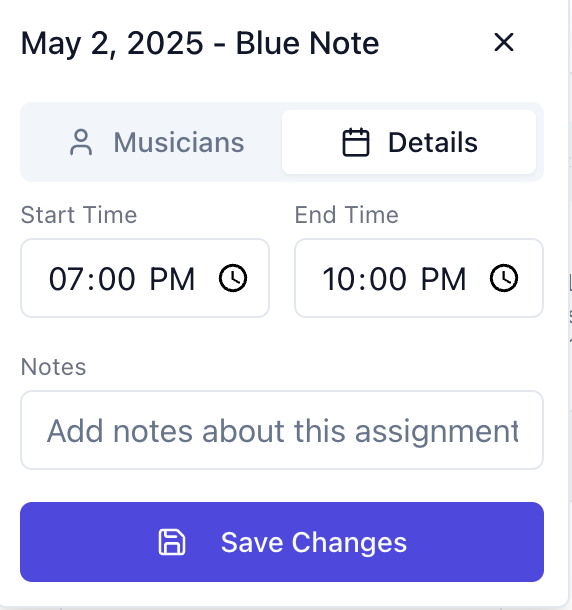 May 2, 2025 - Blue Note
Musicians
Details
Start Time
End Time
07:00 PM
10:00 PM
Notes
Add notes about this assignment
Save Changes